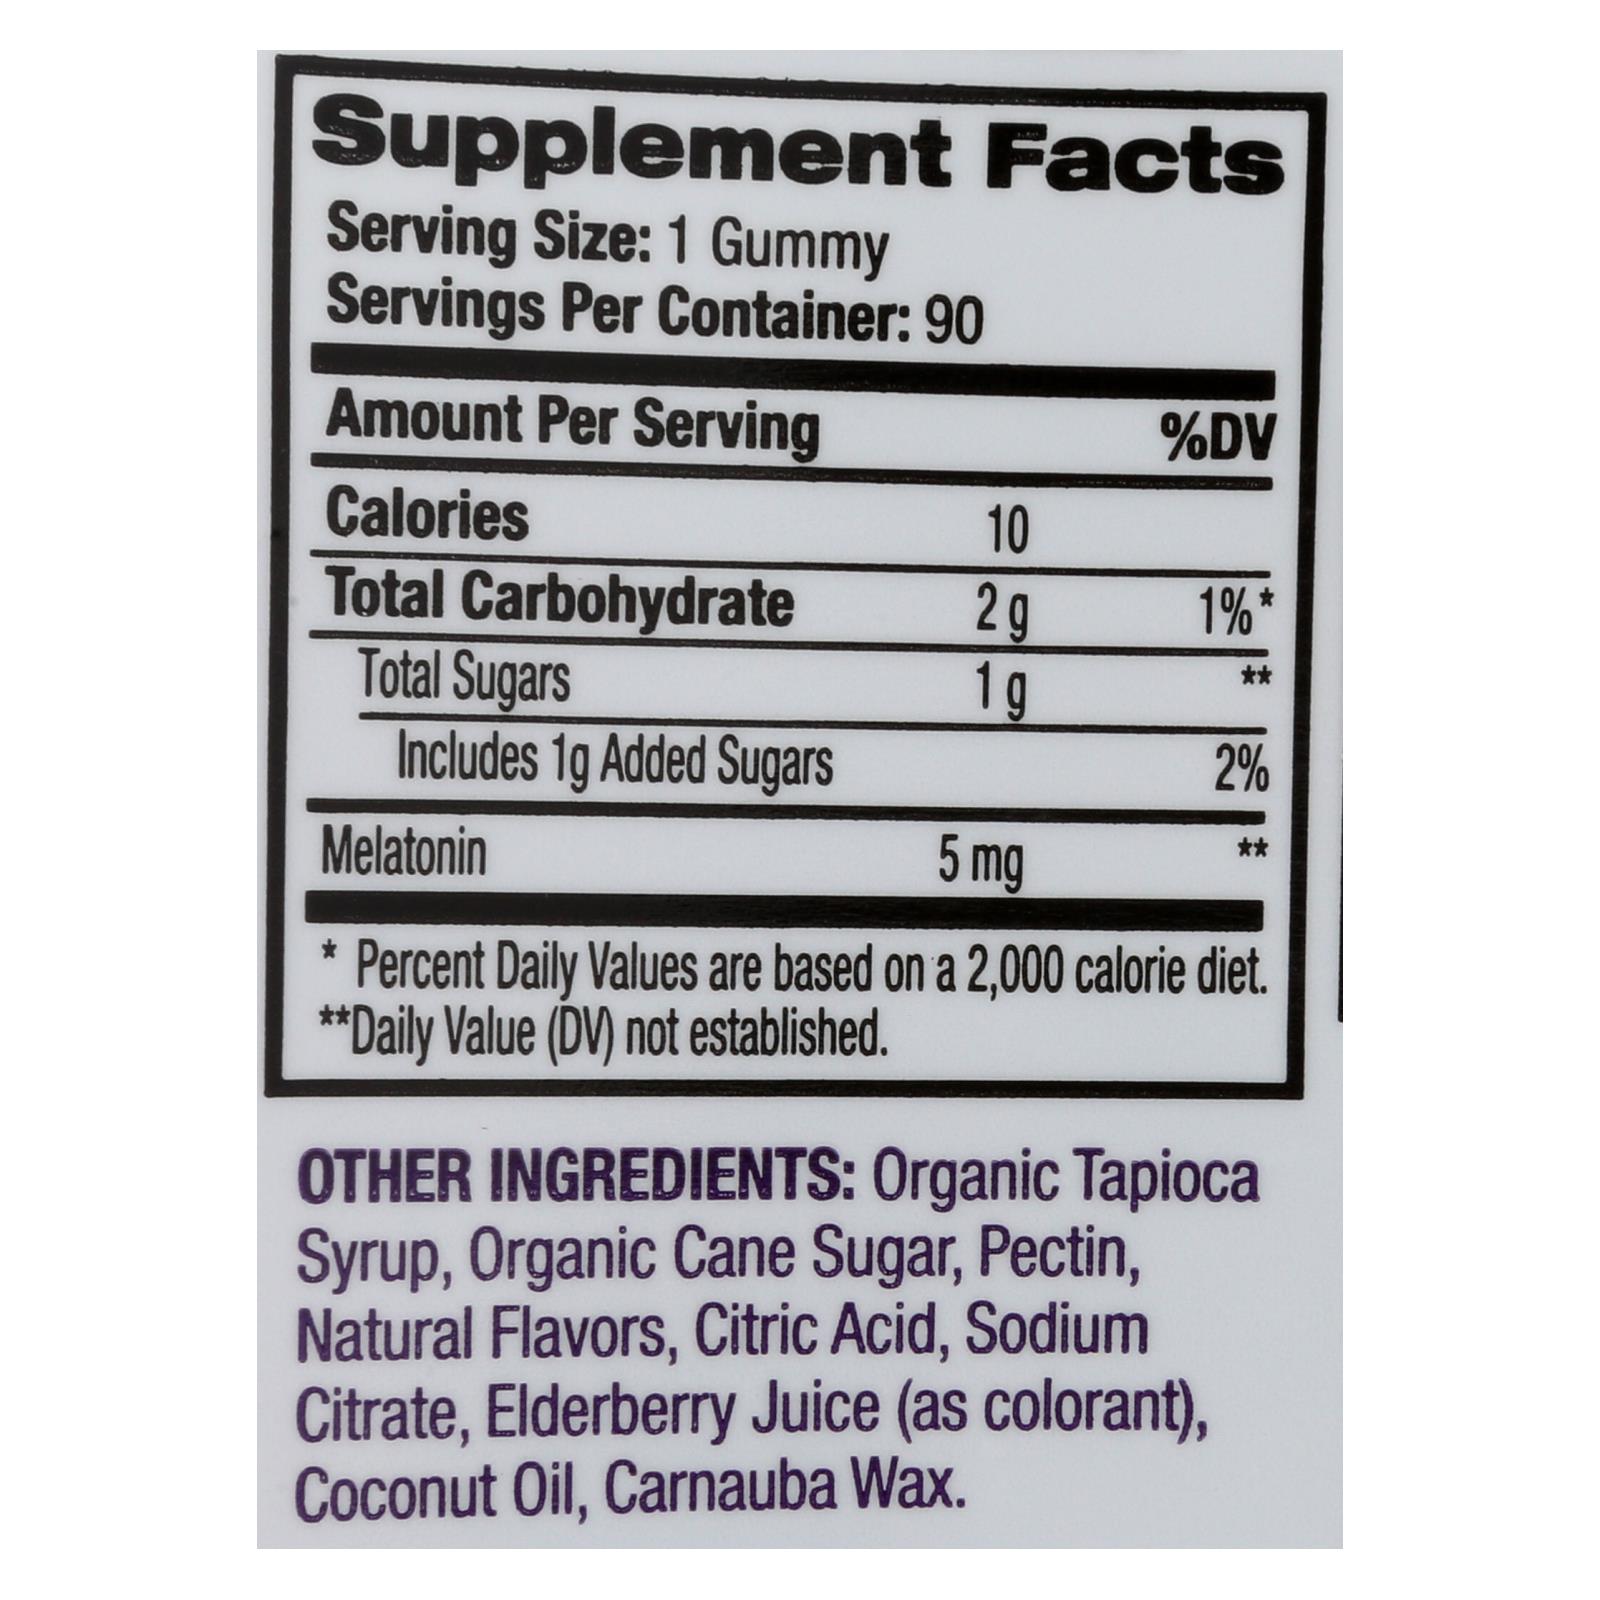 Supplement Facts
Serving Size: 1 Gummy
Servings Per Container: 90
Amount Per Serving %DV
Calories 10
Total Carbohydrate 2 g 1%*
Total Sugars 1 g **
Includes 1g Added Sugars 2%
Melatonin 5 mg **
* Percent Daily Values are based on a 2,000 calorie diet.
**Daily Value (DV) not established.
OTHER INGREDIENTS: Organic Tapioca
Syrup, Organic Cane Sugar, Pectin,
Natural Flavors, Citric Acid, Sodium
Citrate, Elderberry Juice (as colorant),
Coconut Oil, Carnauba Wax.